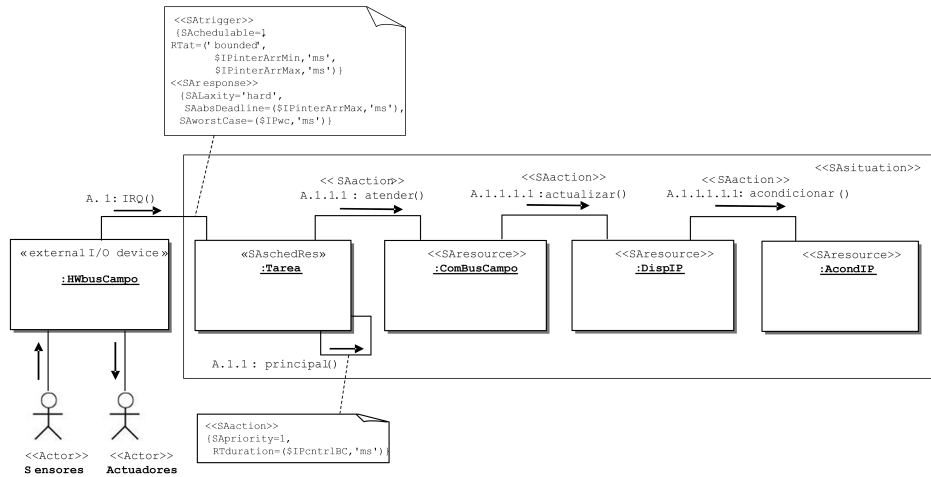 <<SAtrigger>>
{SAchedulable=1,
RTat=('bounded',
$IPinterArrMin,'ms',
$IPinterArrMax,'ms')}
<<SAresponse>>
{SALaxity='hard',
SAabsDeadline=($IPinterArrMax,'ms'),
SAworstCase=($IPwc,'ms')}
<<SAsituation>>
A.1: IRQ()
<<SAaction>>
A.1.1.1: atender()
<<SAaction>>
A.1.1.1.1:actualizar()
<<SAaction>>
A.1.1.1.1.1: acondicionar()
«external I/O device»
:HWbusCampo
«SAschedRes»
:Tarea
<<SAresource>>
:ComBusCampo
<<SAresource>>
:DispIP
<<SAresource>>
:AcondIP
A.1.1: principal()
<<SAaction>>
{SApriority=1,
RTduration=($IPcntrlBC,'ms')}
<<Actor>>
Sensores
<<Actor>>
Actuadores